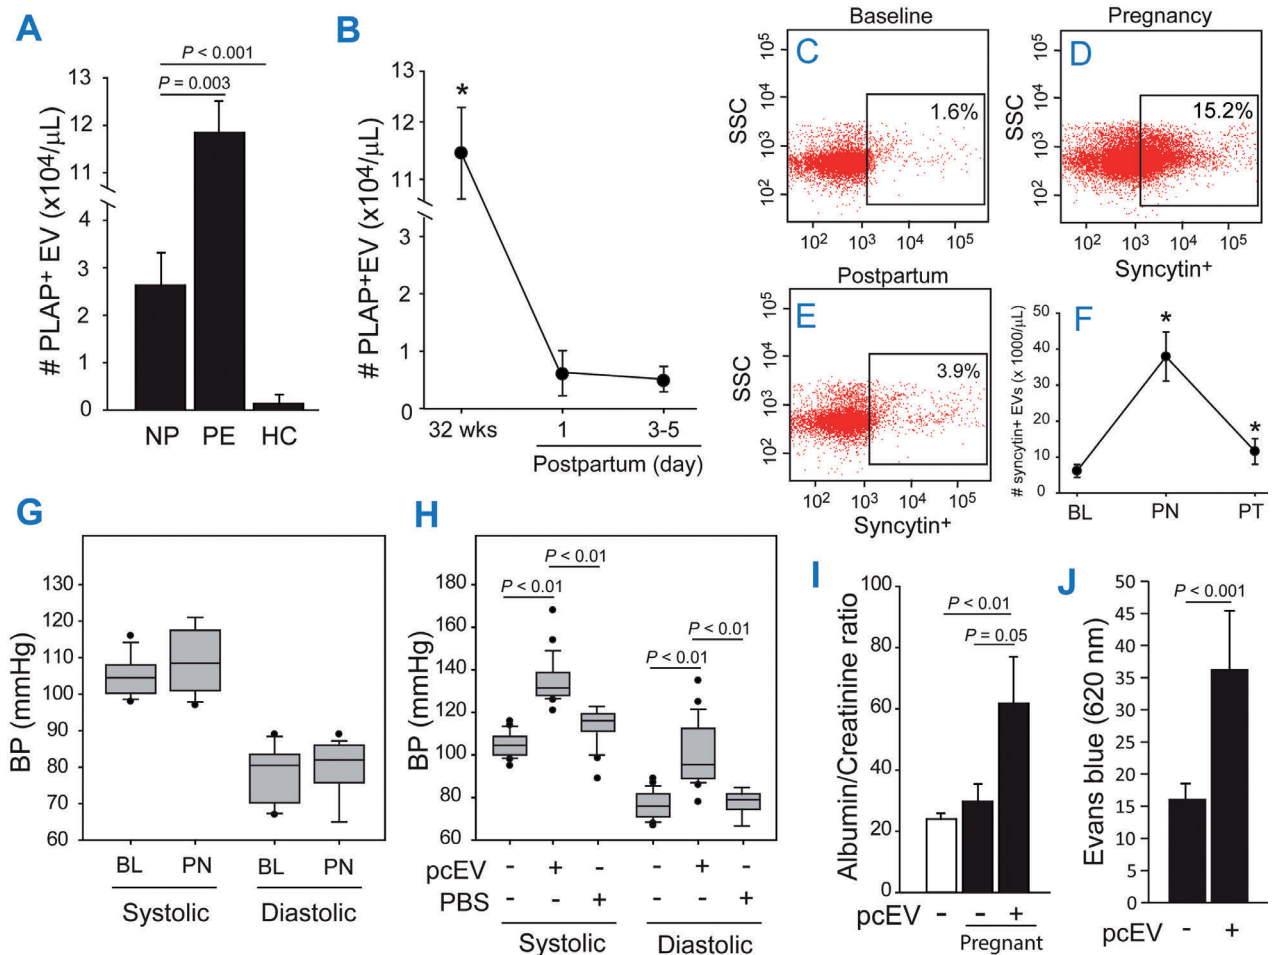 A
P < 0.001
P = 0.003
# PLAP+ EV (x10⁴/µL)
13
12
11
3
2
1
0
NP PE HC
B
# PLAP+EV (x10⁴/µL)
13
12
11
3
2
1
0
*
32 wks 1 3-5
Postpartum (day)
Baseline
C
SSC
10⁵
10⁴
10³
10²
1.6%
10² 10³ 10⁴ 10⁵
Pregnancy
D
SSC
10⁵
10⁴
10³
10²
15.2%
10² 10³ 10⁴ 10⁵
Syncytin+
Postpartum
E
SSC
10⁵
10⁴
10³
10²
3.9%
10² 10³ 10⁴ 10⁵
Syncytin+
F
# syncytin+ EVs (x 1000/µL)
50
40
30
20
10
0
*
*
BL PN PT
G
BP (mmHg)
130
120
110
100
90
80
70
60
BL PN BL PN
Systolic Diastolic
H
BP (mmHg)
180
160
140
120
100
80
60
P < 0.01
P < 0.01
P < 0.01
P < 0.01
pcEV - + - - + -
PBS - - + - - +
Systolic Diastolic
I
Albumin/Creatinine ratio
100
80
60
40
20
0
P < 0.01
P = 0.05
pcEV - - +
Pregnant
J
Evans blue (620 nm)
50
45
40
35
30
25
20
15
10
5
0
P < 0.001
pcEV - +